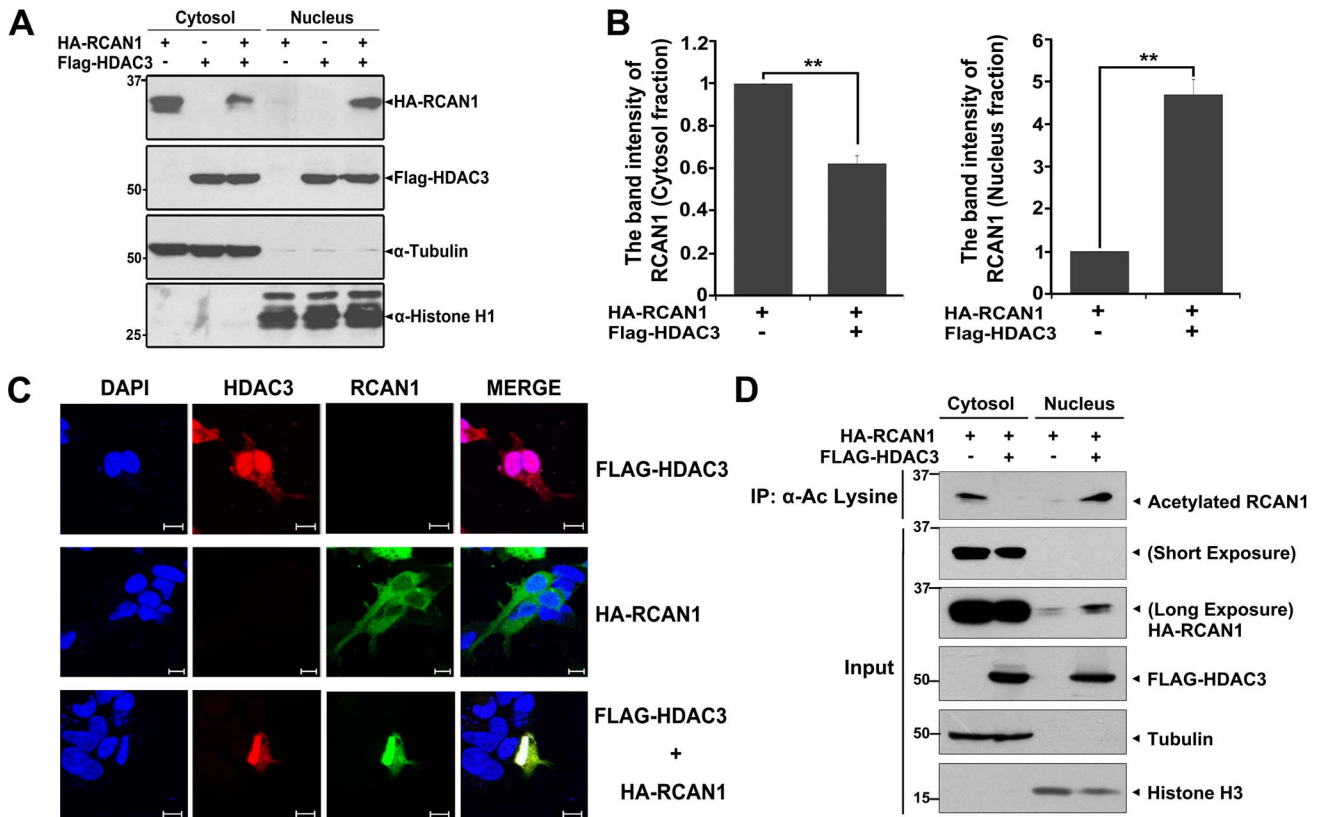 A
Cytosol Nucleus
HA-RCAN1 + - + + - +
Flag-HDAC3 - + + - + +
37
HA-RCAN1
Flag-HDAC3
50
α-Tubulin
50
α-Histone H1
25
B
The band intensity of
RCAN1 (Cytosol fraction)
1.2
1
0.8
0.6
0.4
0.2
0
**
HA-RCAN1 + +
Flag-HDAC3 - +
The band intensity of
RCAN1 (Nucleus fraction)
6
5
4
3
2
1
0
**
HA-RCAN1 + +
Flag-HDAC3 - +
C
DAPI HDAC3 RCAN1 MERGE
FLAG-HDAC3
HA-RCAN1
FLAG-HDAC3
+
HA-RCAN1
D
Cytosol Nucleus
HA-RCAN1 + + + +
FLAG-HDAC3 - + - +
37
IP: α-Ac Lysine
Acetylated RCAN1
37
(Short Exposure)
37
(Long Exposure)
HA-RCAN1
Input
50
FLAG-HDAC3
50
Tubulin
15
Histone H3